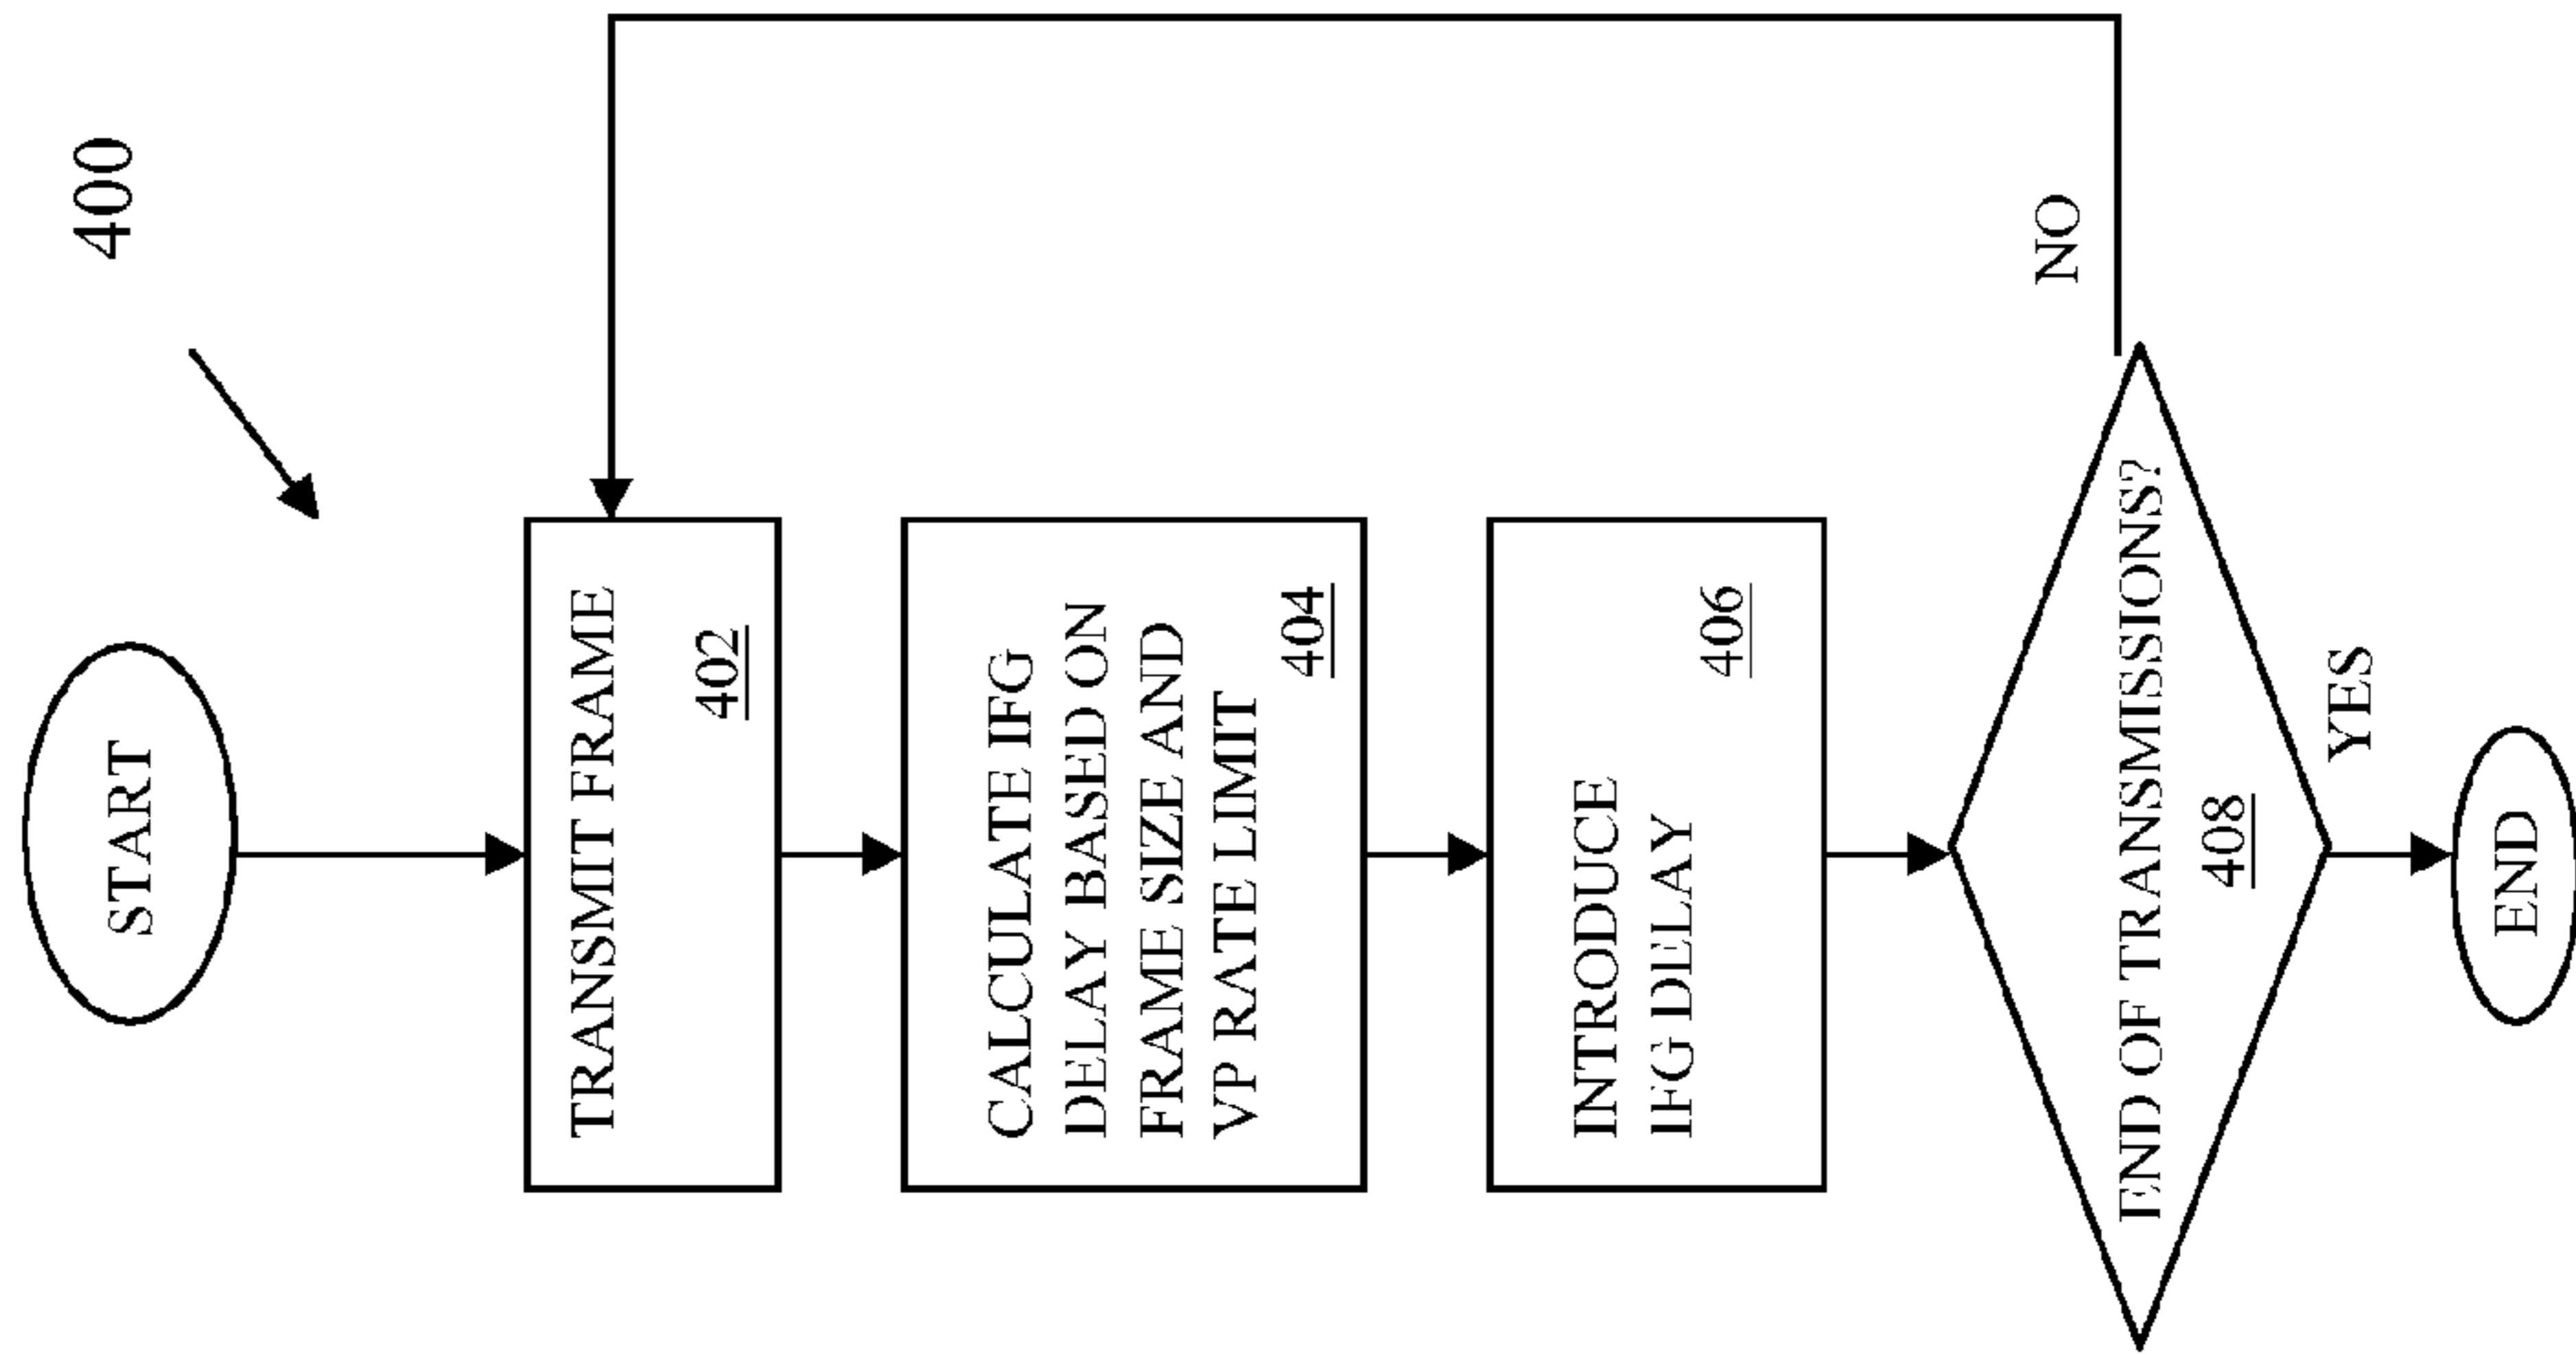 400
START
TRANSMIT FRAME
402
CALCULATE IFG
DELAY BASED ON
FRAME SIZE AND
VP RATE LIMIT
404
INTRODUCE
IFG DELAY
406
NO
END OF TRANSMISSIONS?
408
YES
END